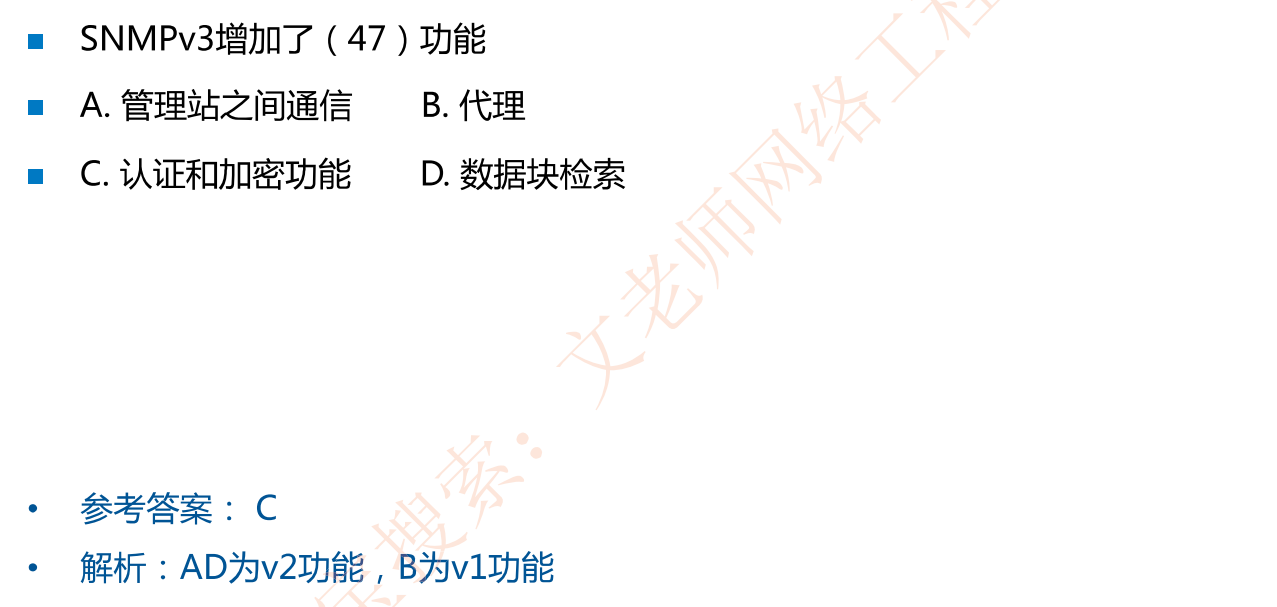 SNMPv3增加了（47）功能
A. 管理站之间通信 B. 代理
C. 认证和加密功能 D. 数据块检索
参考答案： C
解析：AD为v2功能，B为v1功能
搜索：文老师网络工程